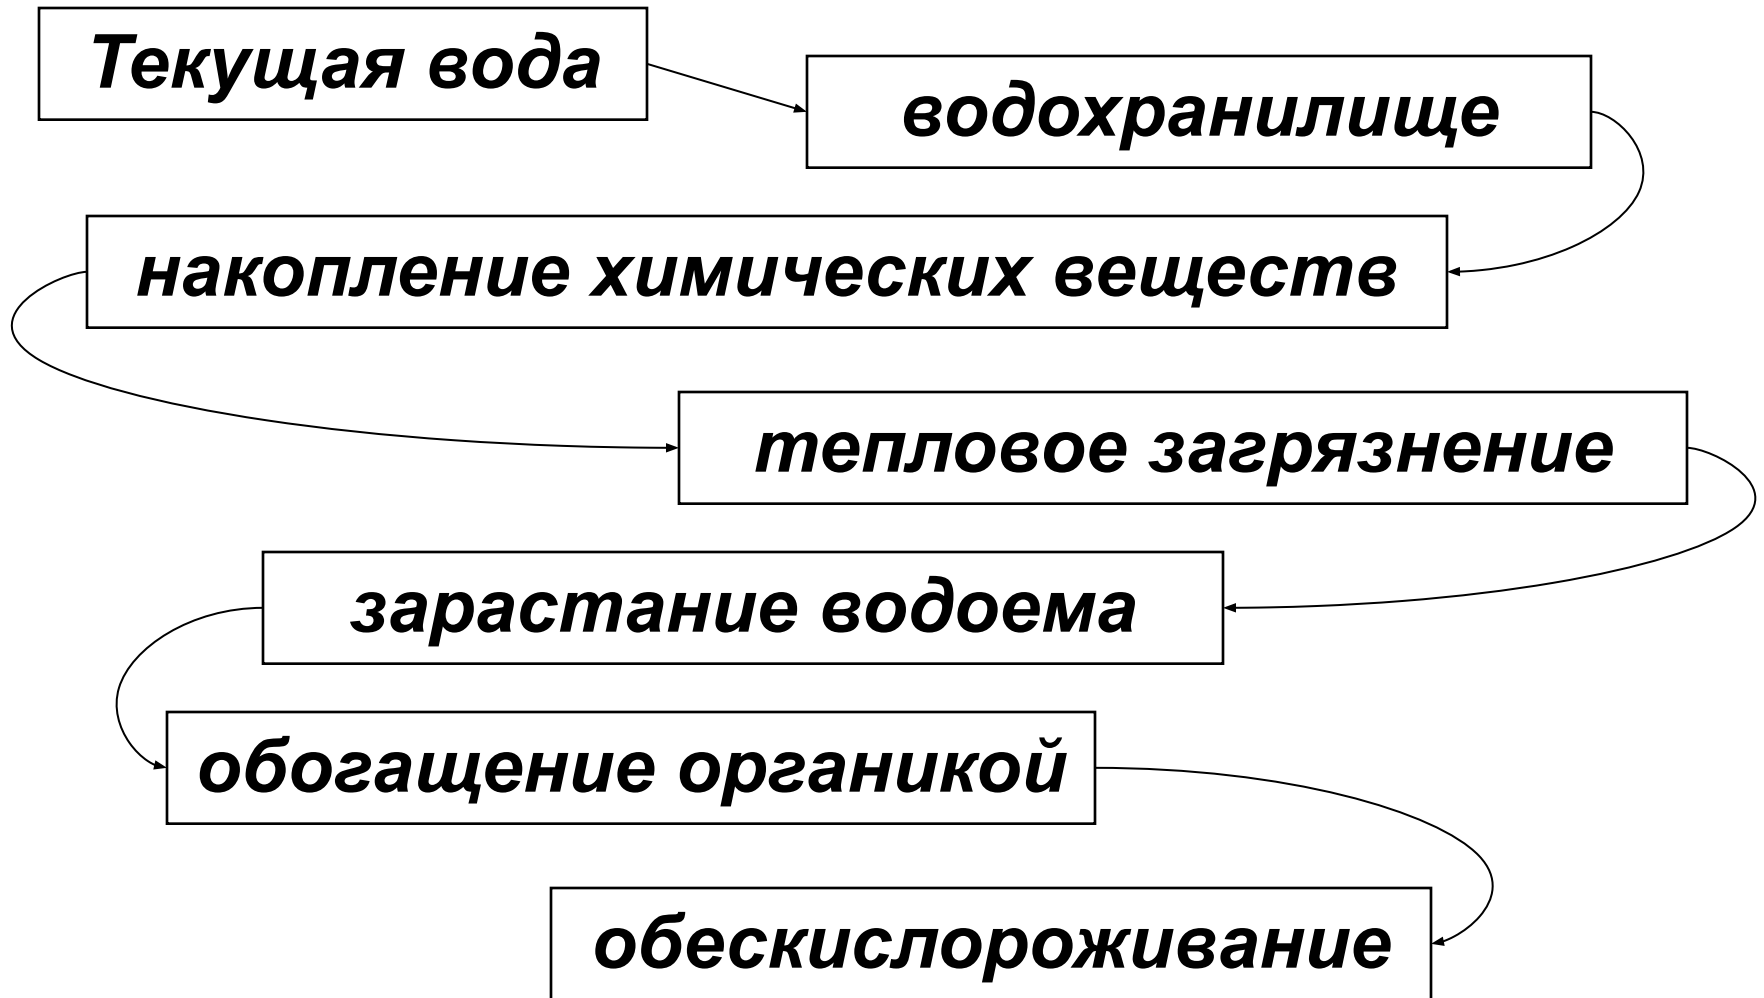 Текущая вода
водохранилище
накопление химических веществ
тепловое загрязнение
зарастание водоема
обогащение органикой
обескислороживание